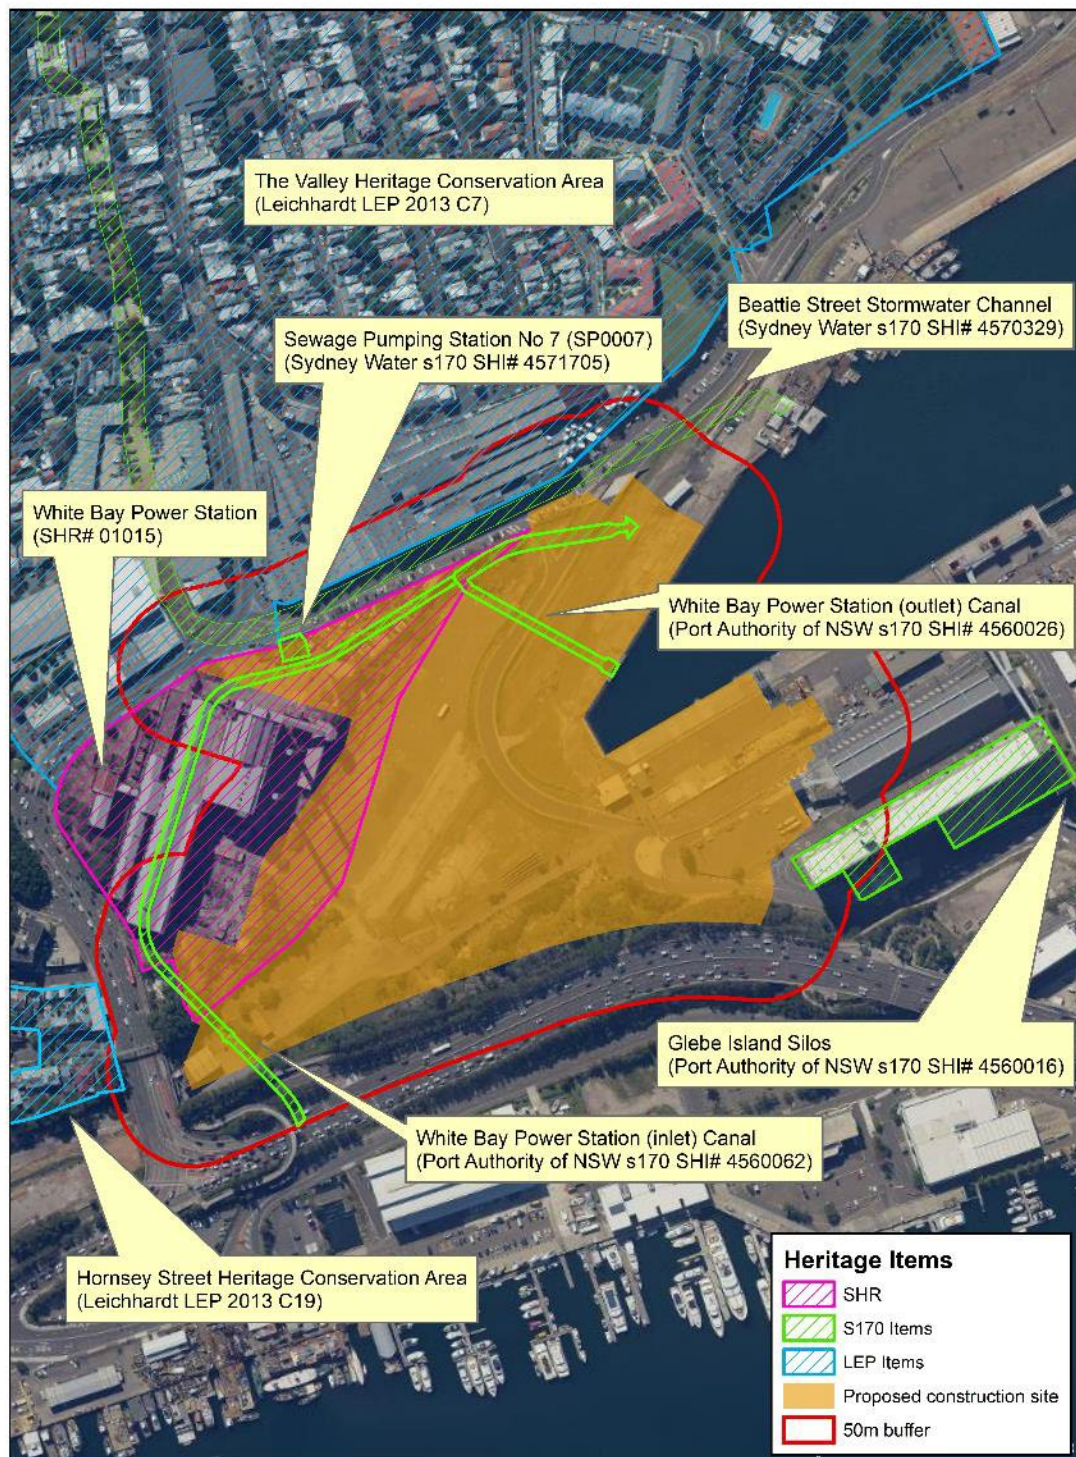 The Valley Heritage Conservation Area
(Leichhardt LEP 2013 C7)
Beattie Street Stormwater Channel
(Sydney Water s170 SHI# 4570329)
Sewage Pumping Station No 7 (SP0007)
(Sydney Water s170 SHI# 4571705)
White Bay Power Station
(SHR# 01015)
White Bay Power Station (outlet) Canal
(Port Authority of NSW s170 SHI# 4560026)
Glebe Island Silos
(Port Authority of NSW s170 SHI# 4560016)
White Bay Power Station (inlet) Canal
(Port Authority of NSW s170 SHI# 4560062)
Hornsey Street Heritage Conservation Area
(Leichhardt LEP 2013 C19)
Heritage Items
SHR
S170 Items
LEP Items
Proposed construction site
50m buffer